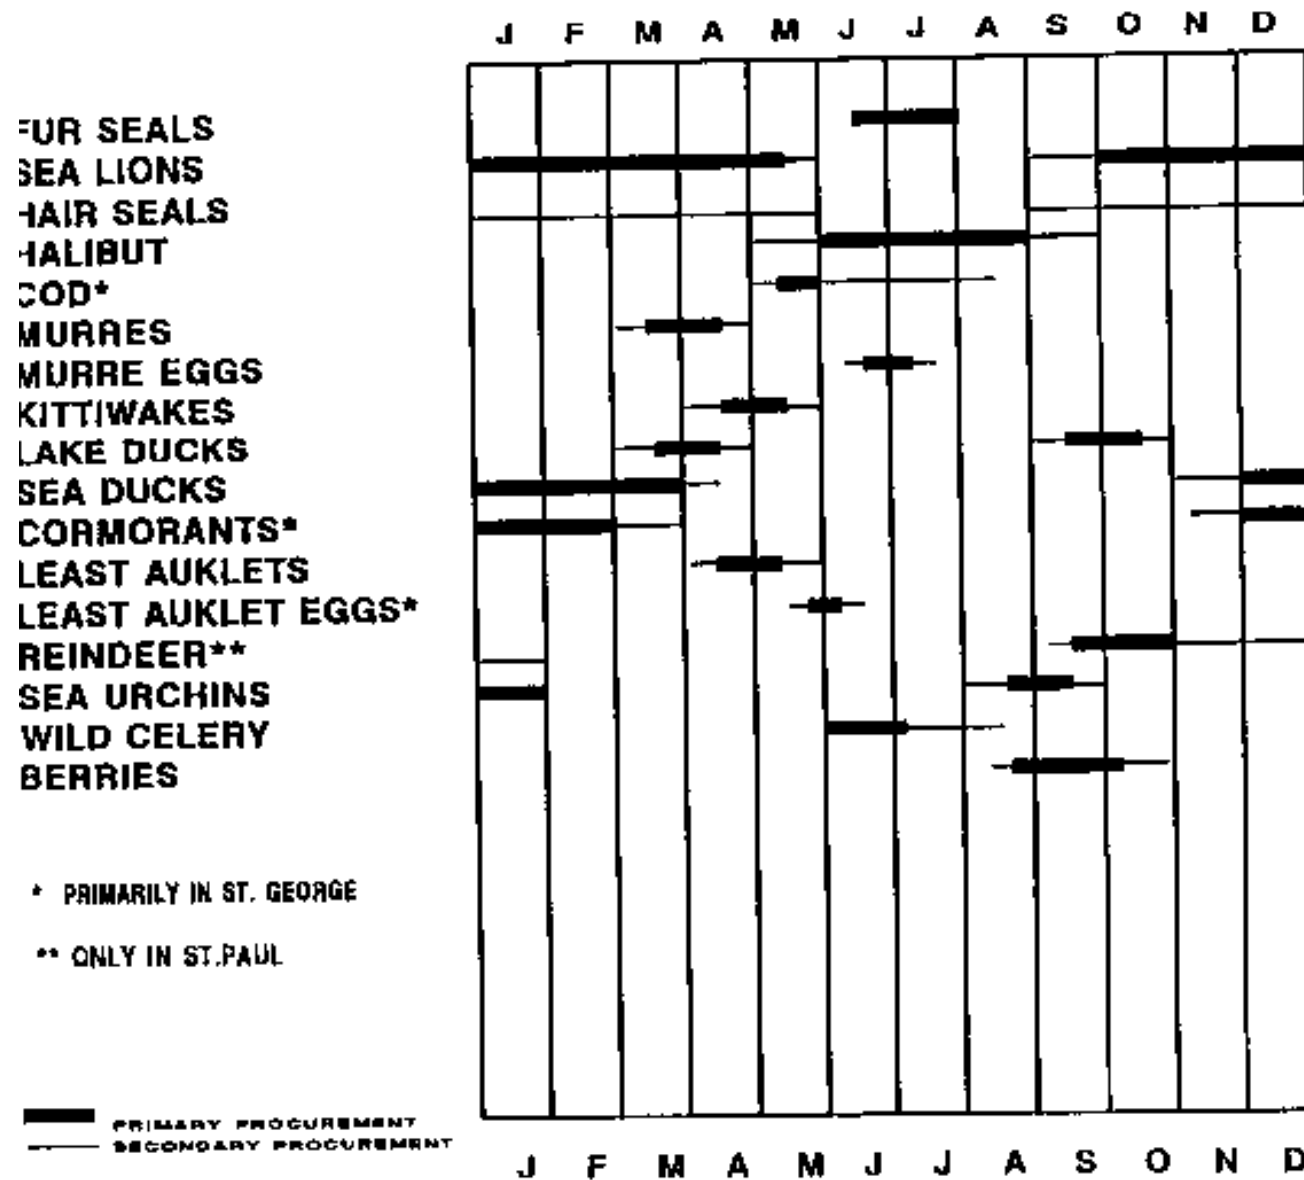 J F M A M J J A S O N D
FUR SEALS
SEA LIONS
HAIR SEALS
HALIBUT
COD*
MURRES
MURRE EGGS
KITTIWAKES
LAKE DUCKS
SEA DUCKS
CORMORANTS*
LEAST AUKLETS
LEAST AUKLET EGGS*
REINDEER**
SEA URCHINS
WILD CELERY
BERRIES
* PRIMARILY IN ST. GEORGE
** ONLY IN ST.PAUL
PRIMARY PROCUREMENT
SECONDARY PROCUREMENT
J F M A M J J A S O N D